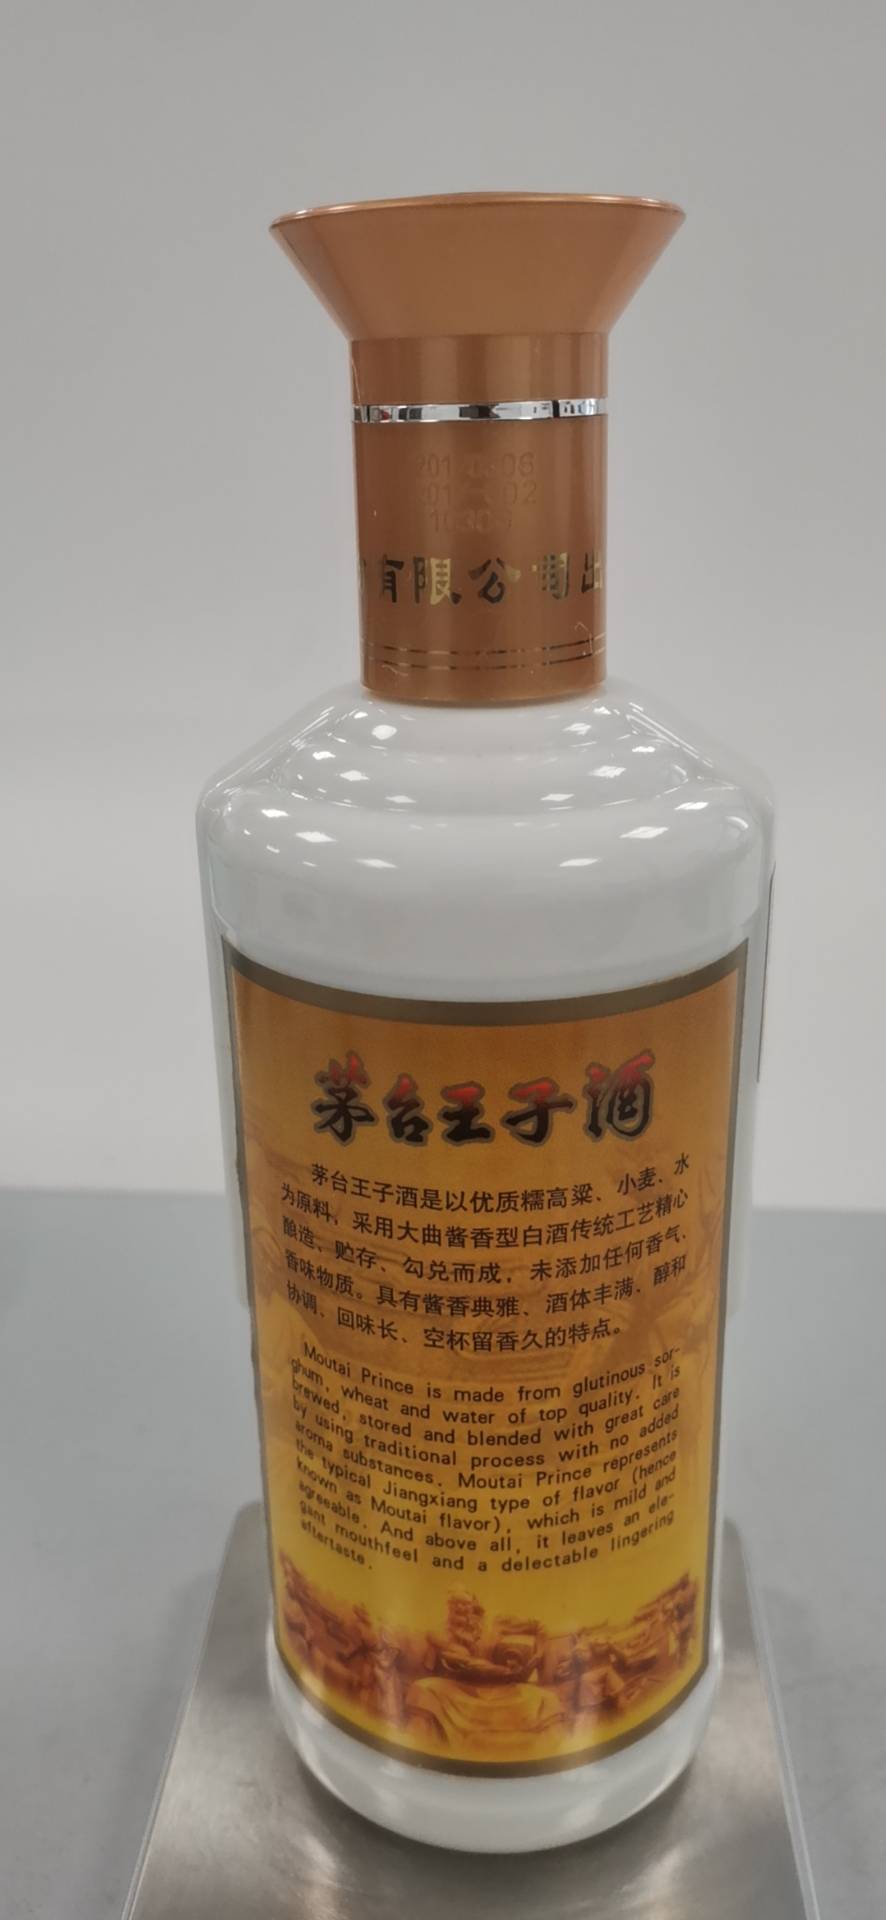 有限公司出
茅台王子酒
茅台王子酒是以优质糯高粱、小麦、水
为原料，采用大曲酱香型白酒传统工艺精心
酿造、贮存、勾兑而成，未添加任何香气、
香味物质。具有酱香典雅、酒体丰满、醇和
协调、回味长、空杯留香久的特点。
Moutai Prince is made from glutinous sor-
ghum, wheat and water of top quality. It is
brewed, stored and blended with great care
by using traditional process with no added
aroma substances. Moutai Prince represents
the typical Jiangxiang type of flavor (hence
known as Moutai flavor), which is mild and
agreeable. And above all, it leaves an ele-
gant mouthfeel and a delectable lingering
aftertaste.